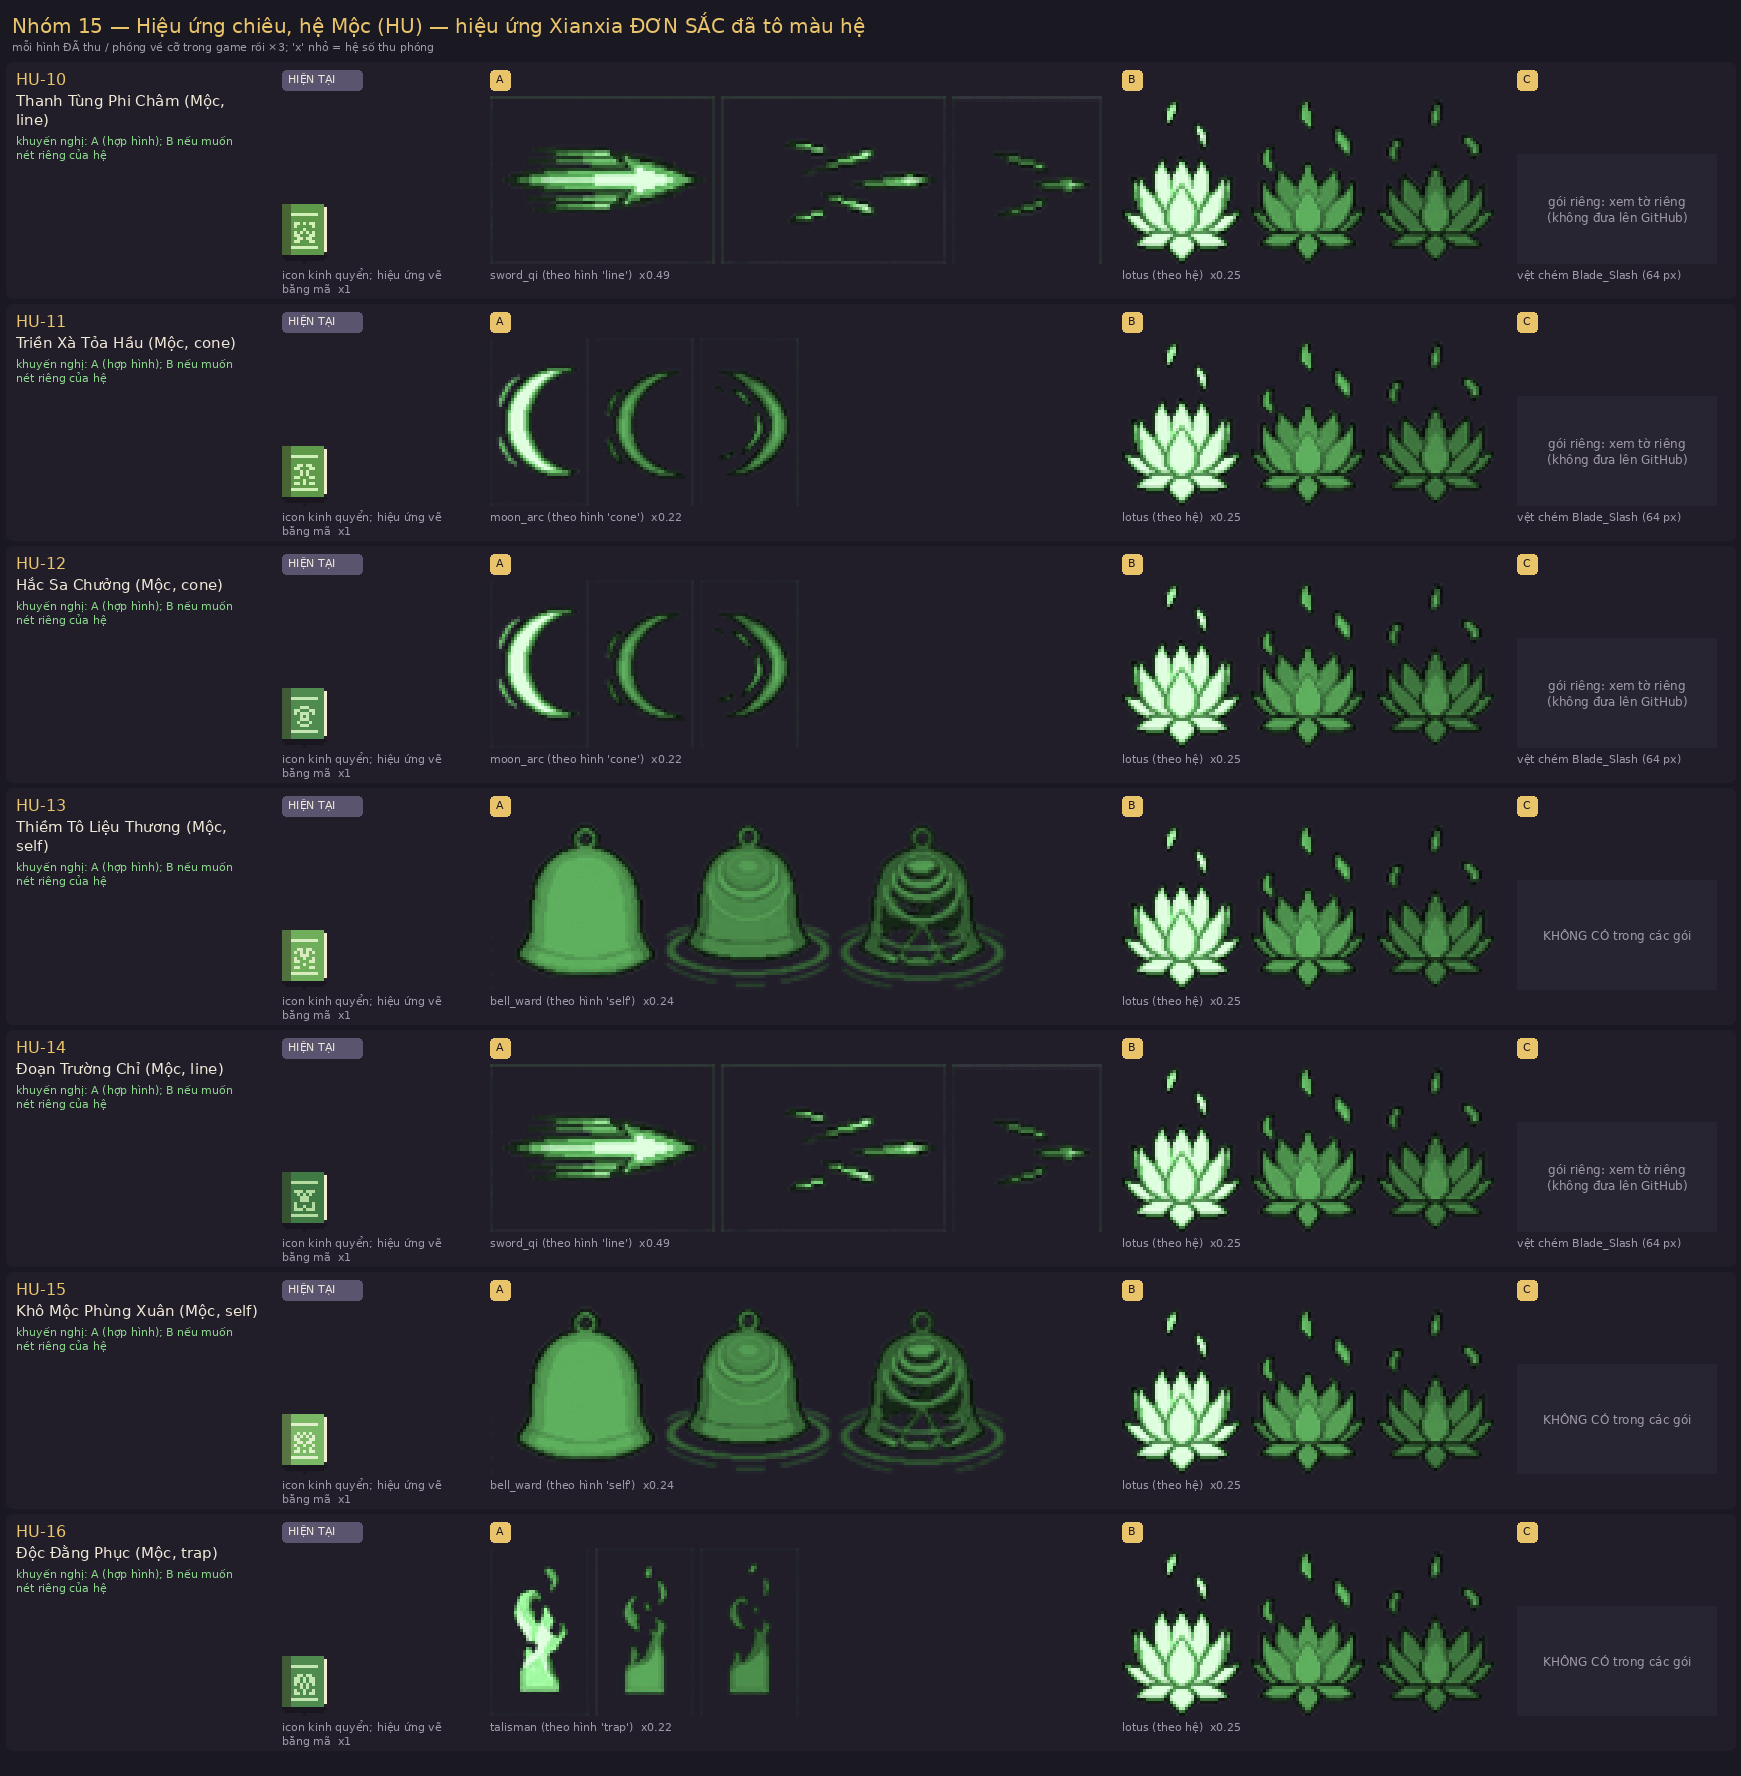 Nhóm 15 — Hiệu ứng chiêu, hệ Mộc (HU) — hiệu ứng Xianxia ĐƠN SẮC đã tô màu hệ
mỗi hình ĐÃ thu / phóng về cỡ trong game rồi ×3; 'x' nhỏ = hệ số thu phóng
HU-10
Thanh Tùng Phi Châm (Mộc,
line)
khuyến nghị: A (hợp hình); B nếu muốn
nét riêng của hệ
HIỆN TẠI
icon kinh quyển; hiệu ứng vẽ
bằng mã  x1
A
sword_qi (theo hình 'line')  x0.49
B
lotus (theo hệ)  x0.25
C
gói riêng: xem tờ riêng
(không đưa lên GitHub)
vệt chém Blade_Slash (64 px)
HU-11
Triền Xà Tỏa Hầu (Mộc, cone)
khuyến nghị: A (hợp hình); B nếu muốn
nét riêng của hệ
HIỆN TẠI
icon kinh quyển; hiệu ứng vẽ
bằng mã  x1
A
moon_arc (theo hình 'cone')  x0.22
B
lotus (theo hệ)  x0.25
C
gói riêng: xem tờ riêng
(không đưa lên GitHub)
vệt chém Blade_Slash (64 px)
HU-12
Hắc Sa Chưởng (Mộc, cone)
khuyến nghị: A (hợp hình); B nếu muốn
nét riêng của hệ
HIỆN TẠI
icon kinh quyển; hiệu ứng vẽ
bằng mã  x1
A
moon_arc (theo hình 'cone')  x0.22
B
lotus (theo hệ)  x0.25
C
gói riêng: xem tờ riêng
(không đưa lên GitHub)
vệt chém Blade_Slash (64 px)
HU-13
Thiềm Tô Liệu Thương (Mộc,
self)
khuyến nghị: A (hợp hình); B nếu muốn
nét riêng của hệ
HIỆN TẠI
icon kinh quyển; hiệu ứng vẽ
bằng mã  x1
A
bell_ward (theo hình 'self')  x0.24
B
lotus (theo hệ)  x0.25
C
KHÔNG CÓ trong các gói
HU-14
Đoạn Trường Chỉ (Mộc, line)
khuyến nghị: A (hợp hình); B nếu muốn
nét riêng của hệ
HIỆN TẠI
icon kinh quyển; hiệu ứng vẽ
bằng mã  x1
A
sword_qi (theo hình 'line')  x0.49
B
lotus (theo hệ)  x0.25
C
gói riêng: xem tờ riêng
(không đưa lên GitHub)
vệt chém Blade_Slash (64 px)
HU-15
Khô Mộc Phùng Xuân (Mộc, self)
khuyến nghị: A (hợp hình); B nếu muốn
nét riêng của hệ
HIỆN TẠI
icon kinh quyển; hiệu ứng vẽ
bằng mã  x1
A
bell_ward (theo hình 'self')  x0.24
B
lotus (theo hệ)  x0.25
C
KHÔNG CÓ trong các gói
HU-16
Độc Đằng Phục (Mộc, trap)
khuyến nghị: A (hợp hình); B nếu muốn
nét riêng của hệ
HIỆN TẠI
icon kinh quyển; hiệu ứng vẽ
bằng mã  x1
A
talisman (theo hình 'trap')  x0.22
B
lotus (theo hệ)  x0.25
C
KHÔNG CÓ trong các gói